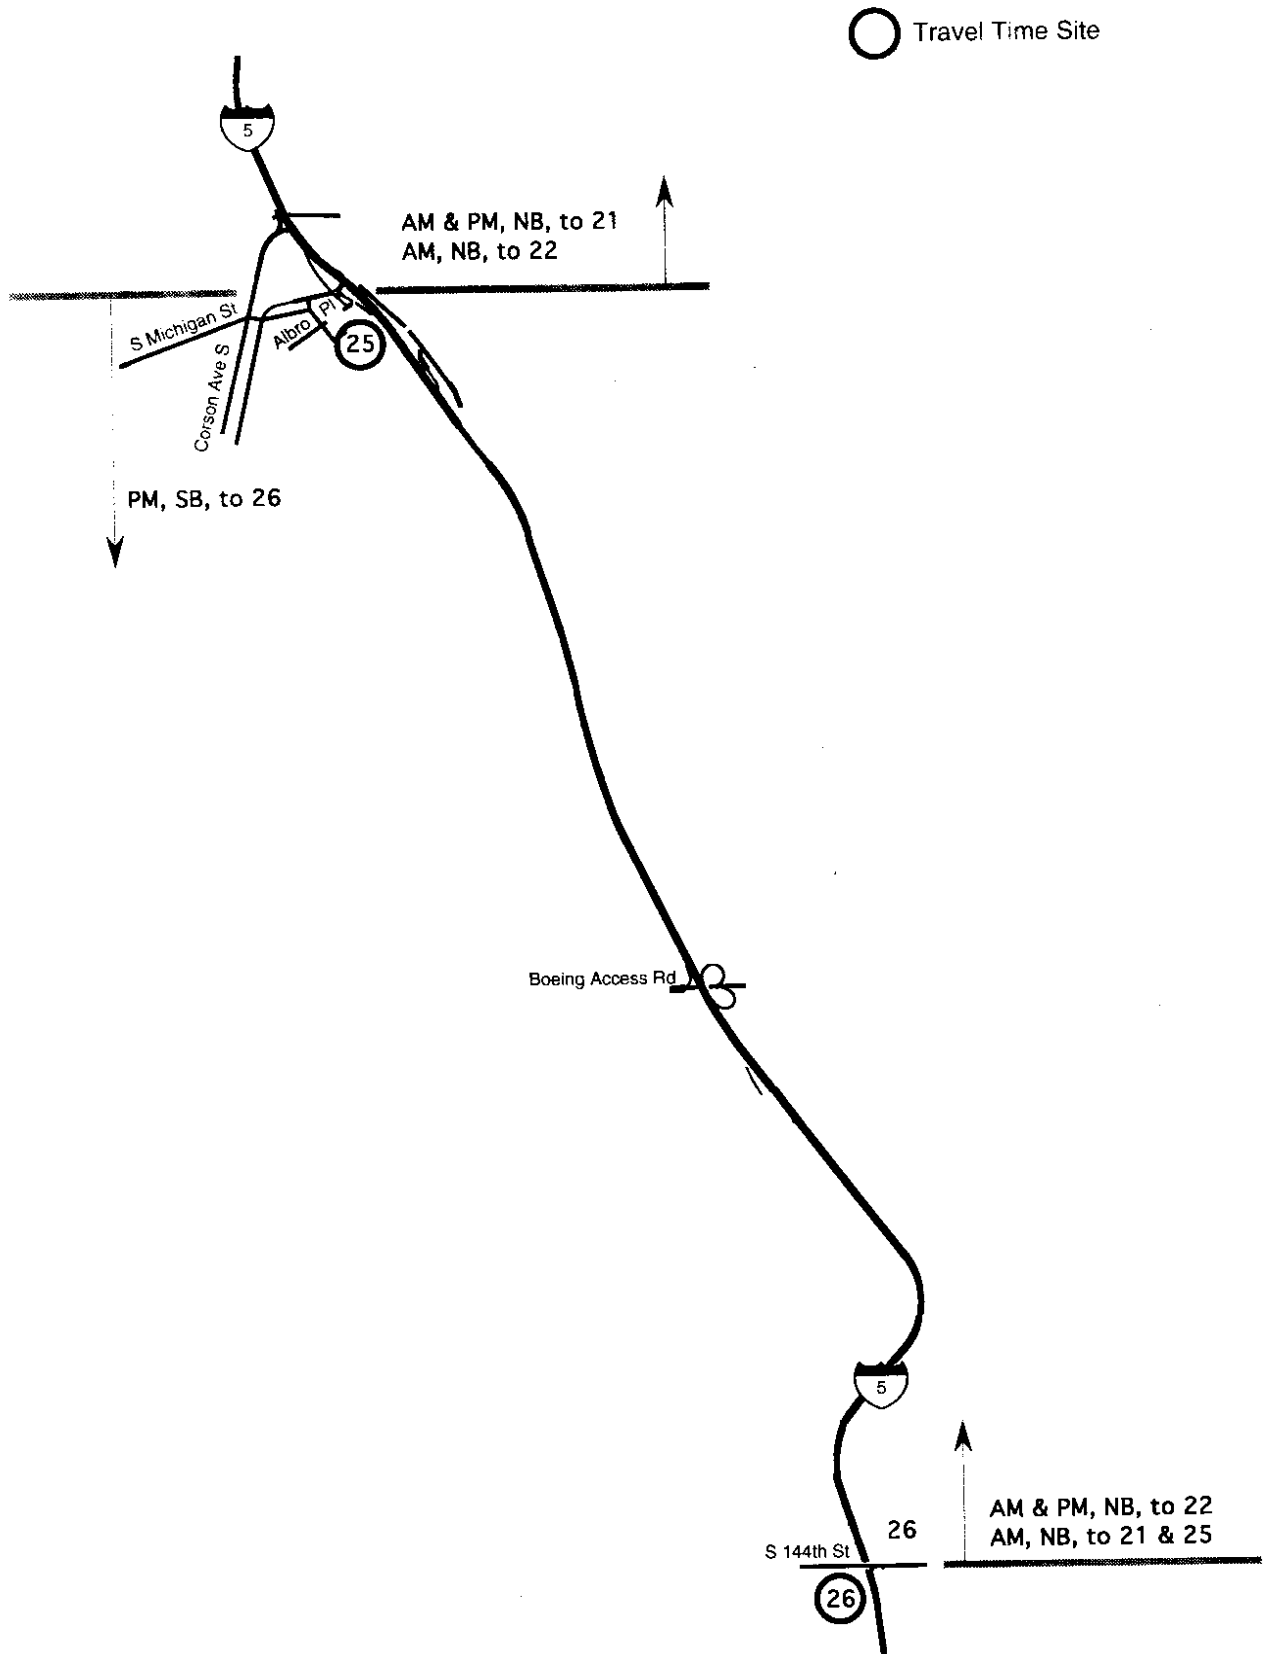 Travel Time Site
5
AM & PM, NB, to 21
AM, NB, to 22
S Michigan St
Albro Pl
25
Corson Ave S
PM, SB, to 26
Boeing Access Rd
5
AM & PM, NB, to 22
AM, NB, to 21 & 25
26
S 144th St
26